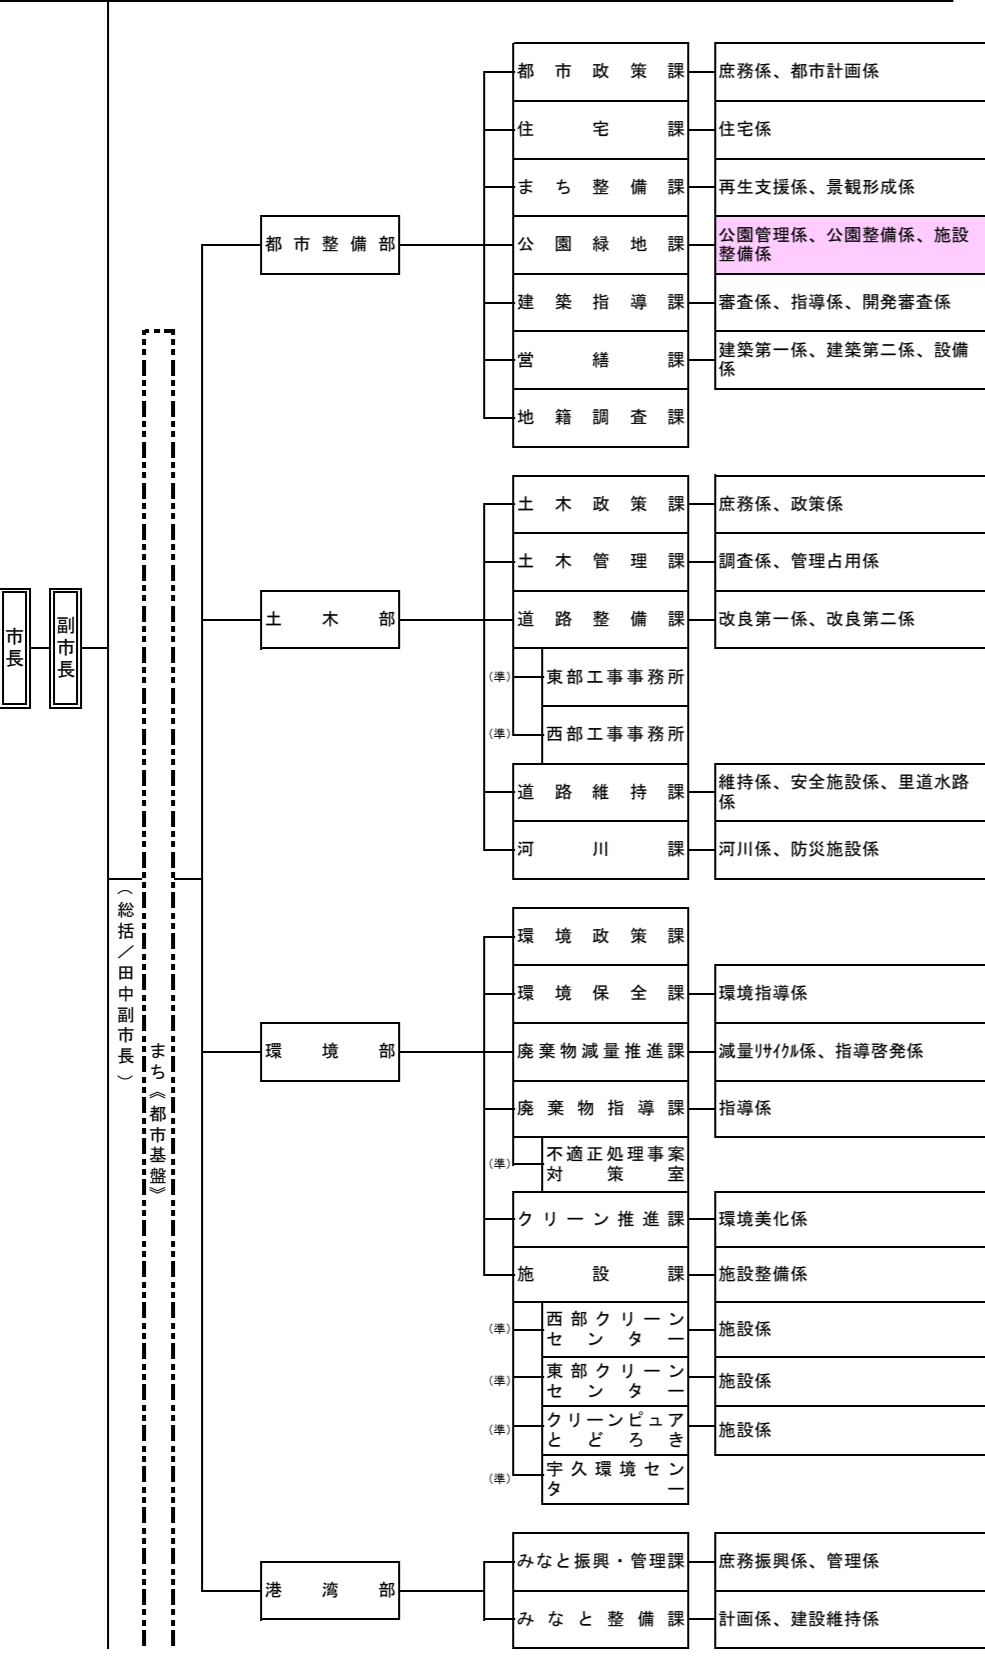 市長
副市長
（総括／田中副市長）
まち《都市基盤》
都市整備部
都市政策課
庶務係、都市計画係
住宅課
住宅係
まち整備課
再生支援係、景観形成係
公園緑地課
公園管理係、公園整備係、施設
整備係
建築指導課
審査係、指導係、開発審査係
営繕課
建築第一係、建築第二係、設備
係
地籍調査課
土木部
土木政策課
庶務係、政策係
土木管理課
調査係、管理占用係
道路整備課
改良第一係、改良第二係
（準）
東部工事事務所
（準）
西部工事事務所
道路維持課
維持係、安全施設係、里道水路
係
河川課
河川係、防災施設係
環境部
環境政策課
環境保全課
環境指導係
廃棄物減量推進課
減量ﾘｻｲｸﾙ係、指導啓発係
廃棄物指導課
指導係
（準）
不適正処理事案
対策室
クリーン推進課
環境美化係
施設課
施設整備係
（準）
西部クリーン
センター
施設係
（準）
東部クリーン
センター
施設係
（準）
クリーンピュア
とどろき
施設係
（準）
宇久環境セン
ター
港湾部
みなと振興・管理課
庶務振興係、管理係
みなと整備課
計画係、建設維持係